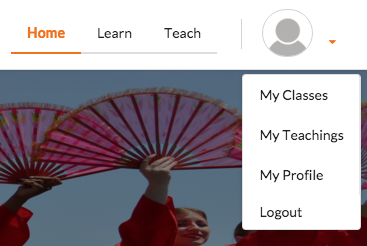 Home Learn Teach
My Classes
My Teachings
My Profile
Logout